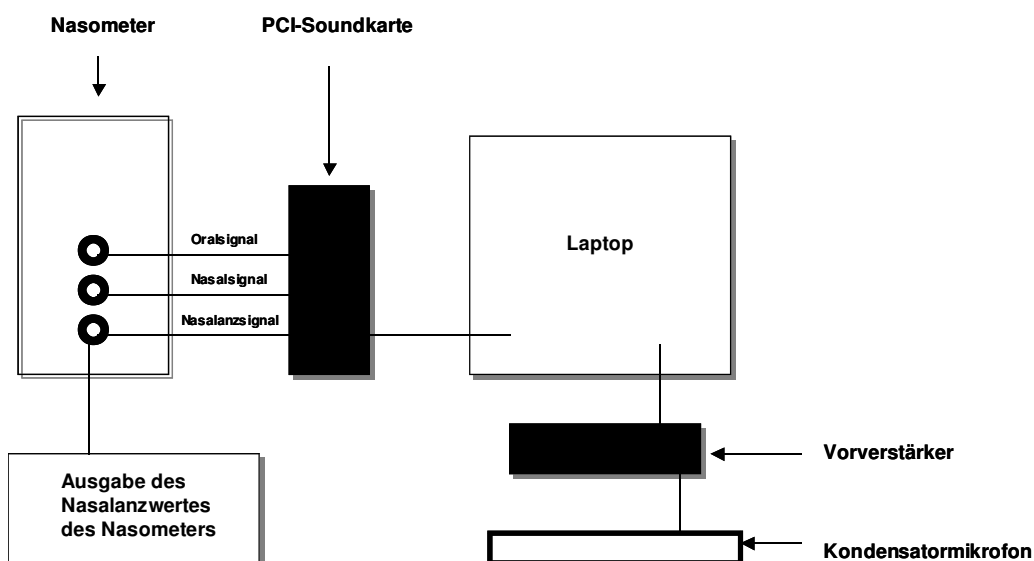 Nasometer
PCI-Soundkarte
Oralsignal
Laptop
Nasalsignal
Nasalanzsignal
Vorverstärker
Ausgabe des
Nasalanzwertes
des Nasometers
Kondensatormikrofon